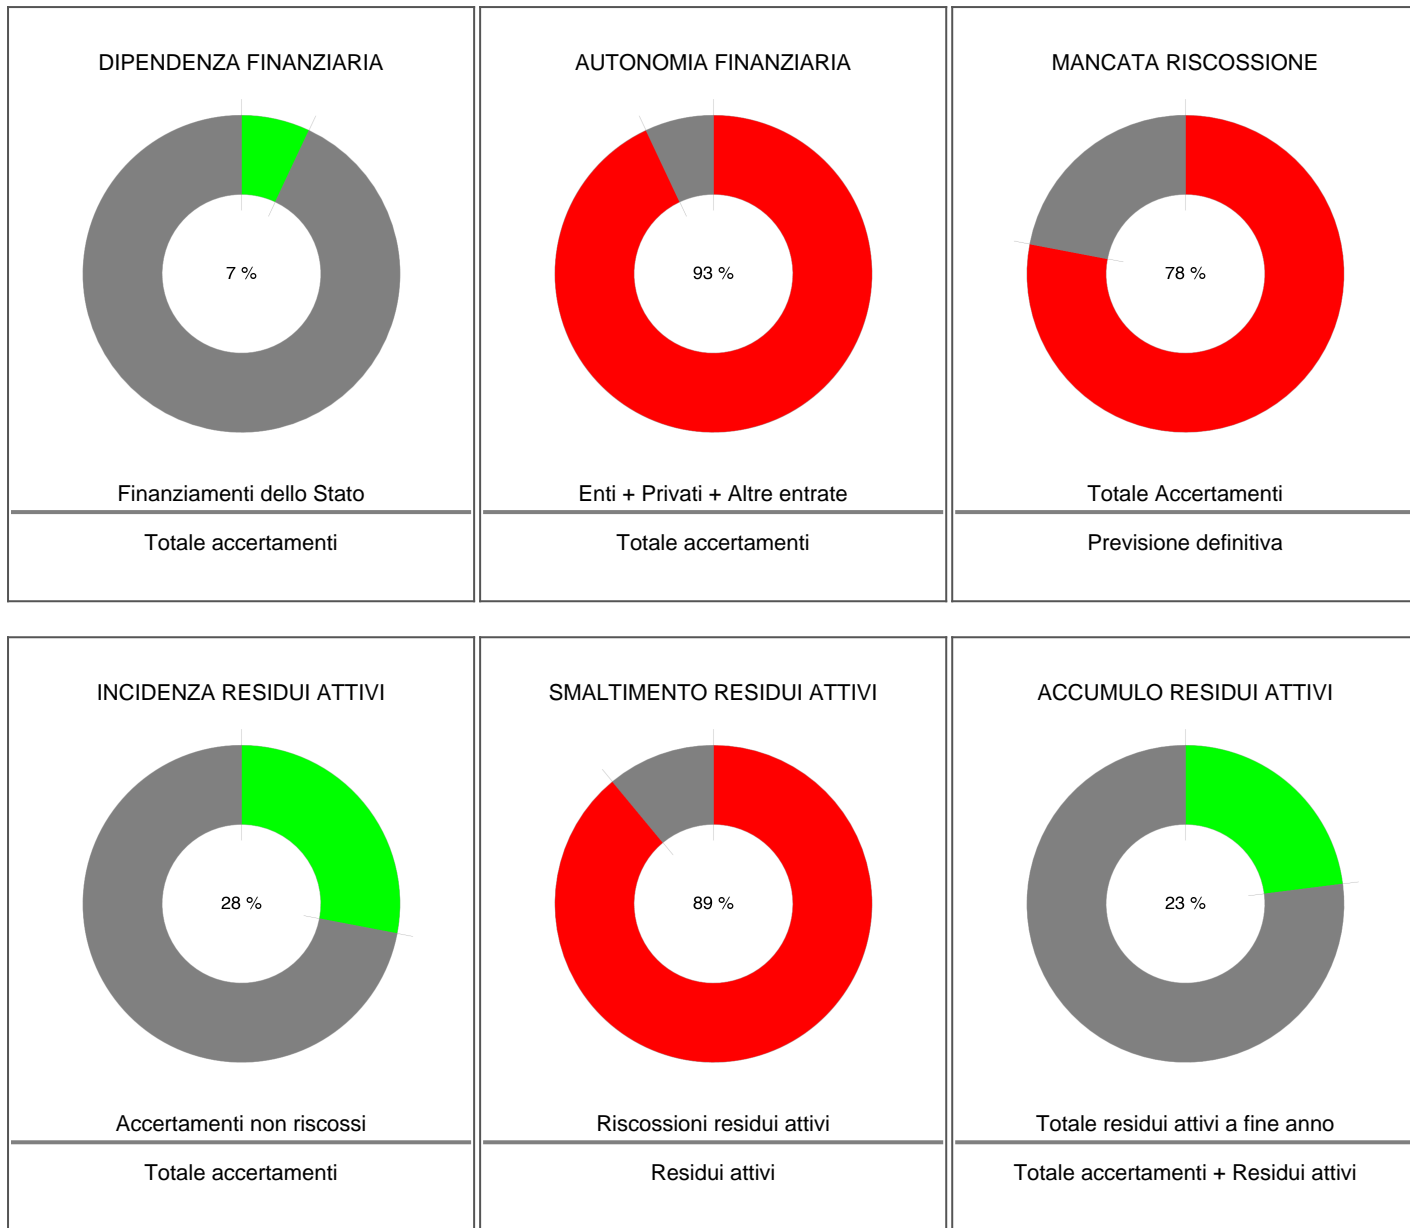 DIPENDENZA FINANZIARIA
7 %
Finanziamenti dello Stato
Totale accertamenti
AUTONOMIA FINANZIARIA
93 %
Enti + Privati + Altre entrate
Totale accertamenti
MANCATA RISCOSSIONE
78 %
Totale Accertamenti
Previsione definitiva
INCIDENZA RESIDUI ATTIVI
28 %
Accertamenti non riscossi
Totale accertamenti
SMALTIMENTO RESIDUI ATTIVI
89 %
Riscossioni residui attivi
Residui attivi
ACCUMULO RESIDUI ATTIVI
23 %
Totale residui attivi a fine anno
Totale accertamenti + Residui attivi